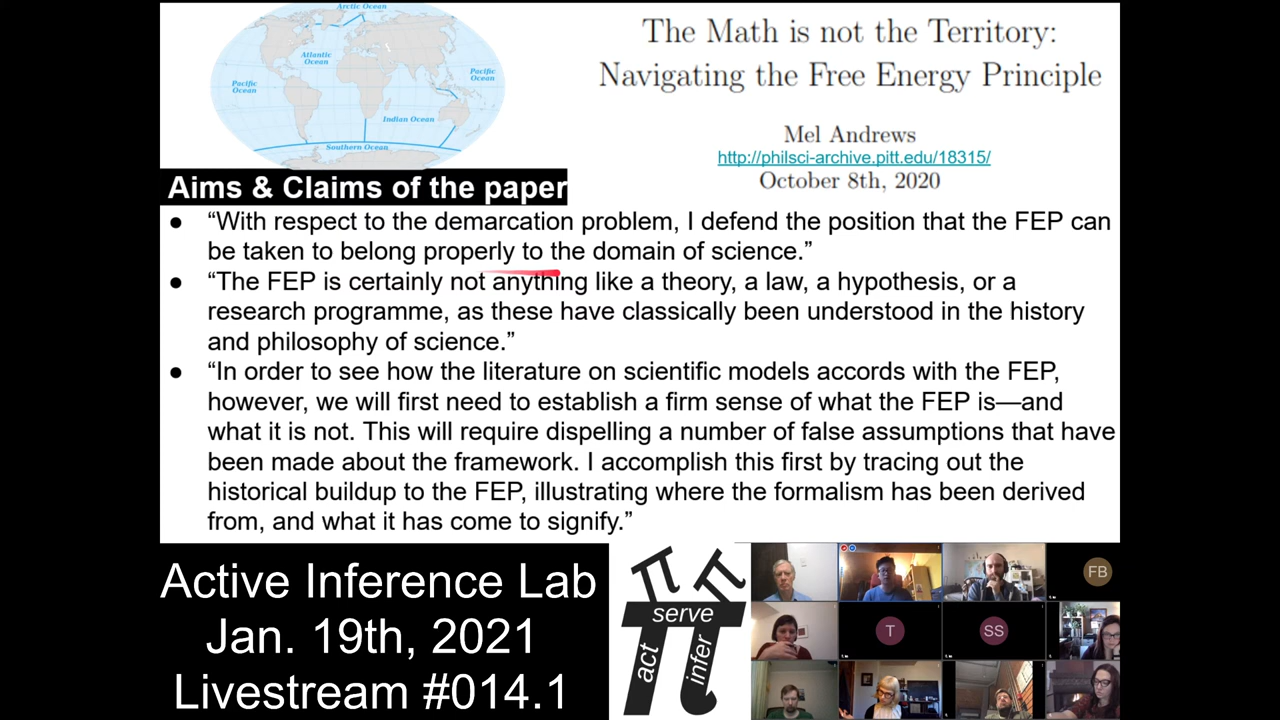 Arctic Ocean
Atlantic
Ocean
Pacific
Ocean
Pacific
Ocean
Indian Ocean
Southern Ocean
The Math is not the Territory:
Navigating the Free Energy Principle
Mel Andrews
http://philsci-archive.pitt.edu/18315/
October 8th, 2020
Aims & Claims of the paper
● “With respect to the demarcation problem, I defend the position that the FEP can
be taken to belong properly to the domain of science.”
● “The FEP is certainly not anything like a theory, a law, a hypothesis, or a
research programme, as these have classically been understood in the history
and philosophy of science.”
● “In order to see how the literature on scientific models accords with the FEP,
however, we will first need to establish a firm sense of what the FEP is—and
what it is not. This will require dispelling a number of false assumptions that have
been made about the framework. I accomplish this first by tracing out the
historical buildup to the FEP, illustrating where the formalism has been derived
from, and what it has come to signify.”
Active Inference Lab
Jan. 19th, 2021
Livestream #014.1
serve
act
infer
FB
T
SS